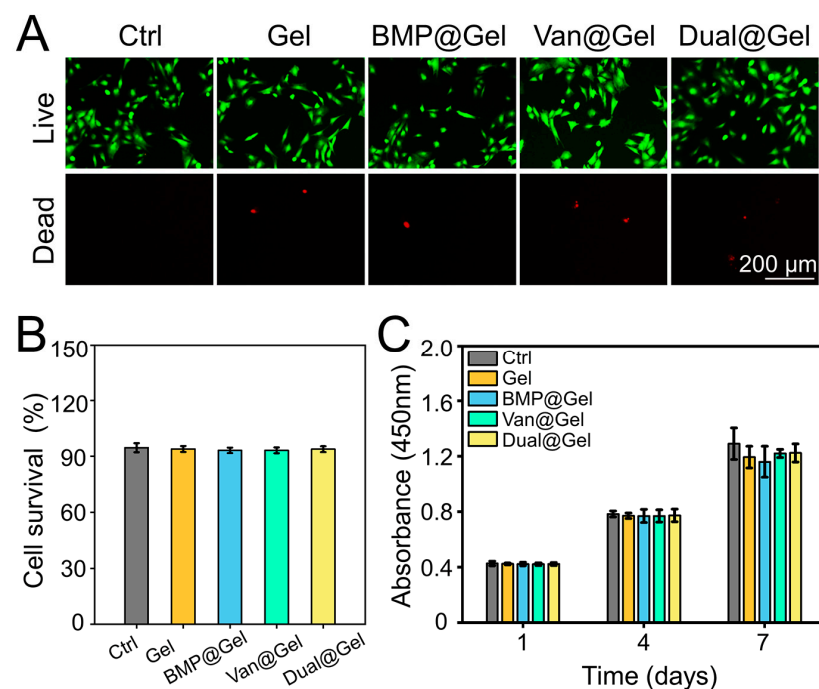 A
Ctrl Gel BMP@Gel Van@Gel Dual@Gel
Live
Dead
200 µm
B
Cell survival (%)
150
120
90
60
30
0
Ctrl Gel BMP@Gel Van@Gel Dual@Gel
C
Absorbance (450nm)
2.0
1.6
1.2
0.8
0.4
0
Ctrl
Gel
BMP@Gel
Van@Gel
Dual@Gel
1 4 7
Time (days)